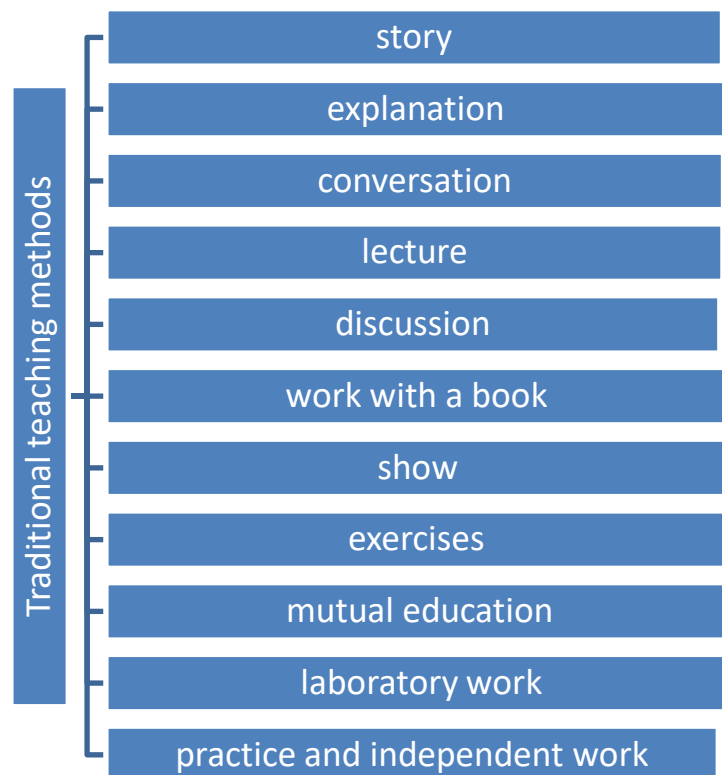 Traditional teaching methods
story
explanation
conversation
lecture
discussion
work with a book
show
exercises
mutual education
laboratory work
practice and independent work